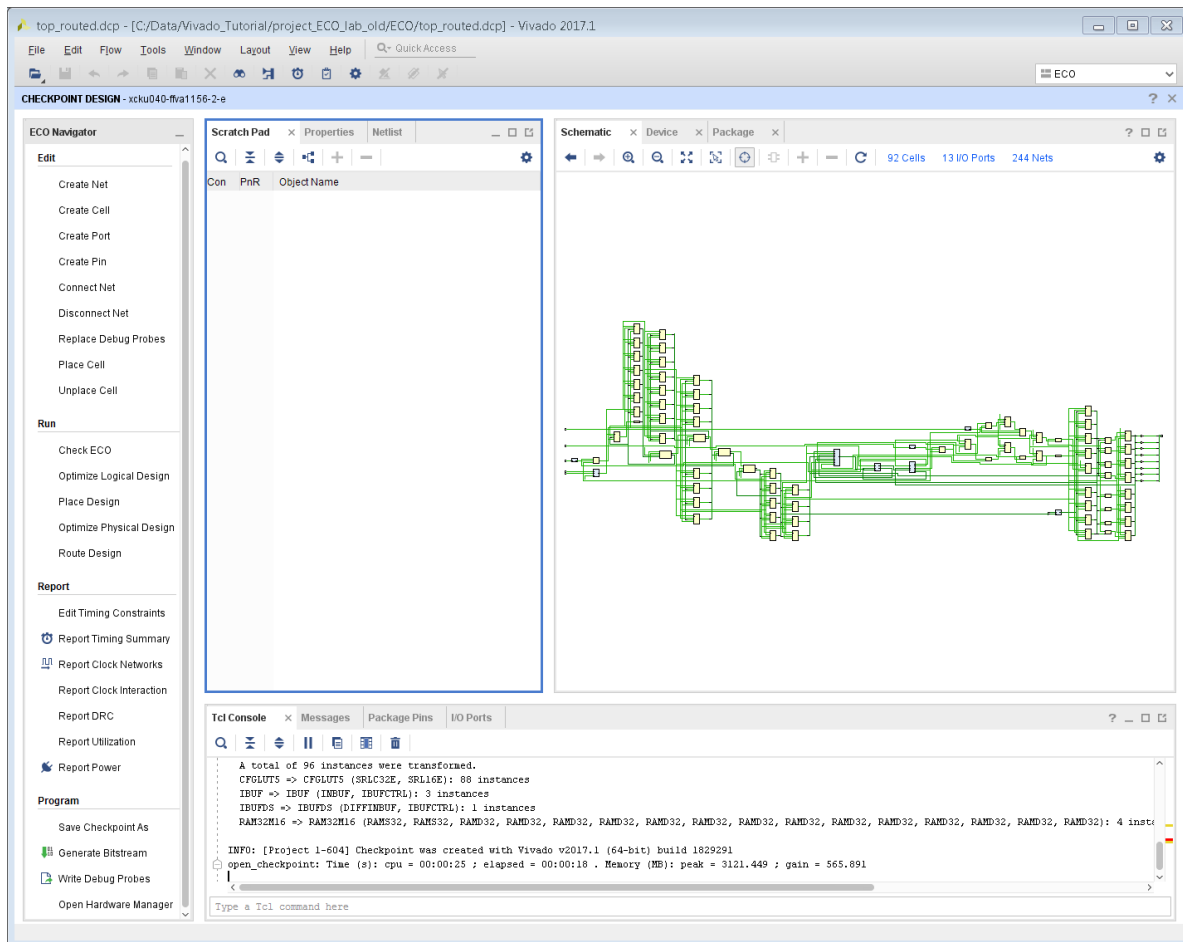 top_routed.dcp - [C:/Data/Vivado_Tutorial/project_ECO_lab_old/ECO/top_routed.dcp] - Vivado 2017.1
File Edit Flow Tools Window Layout View Help Quick Access
ECO
CHECKPOINT DESIGN - xcku040-ffva1156-2-e
ECO Navigator
Edit
Create Net
Create Cell
Create Port
Create Pin
Connect Net
Disconnect Net
Replace Debug Probes
Place Cell
Unplace Cell
Run
Check ECO
Optimize Logical Design
Place Design
Optimize Physical Design
Route Design
Report
Edit Timing Constraints
Report Timing Summary
Report Clock Networks
Report Clock Interaction
Report DRC
Report Utilization
Report Power
Program
Save Checkpoint As
Generate Bitstream
Write Debug Probes
Open Hardware Manager
Scratch Pad Properties Netlist
Con PnR Object Name
Schematic Device Package
92 Cells 13 I/O Ports 244 Nets
Tcl Console Messages Package Pins I/O Ports
A total of 96 instances were transformed.
CFGLUT5 => CFGLUT5 (SRLC32E, SRL16E): 88 instances
IBUF => IBUF (INBUF, IBUFCTRL): 3 instances
IBUFDS => IBUFDS (DIFFINBUF, IBUFCTRL): 1 instances
RAM32M16 => RAM32M16 (RAMS32, RAMS32, RAMD32, RAMD32, RAMD32, RAMD32, RAMD32, RAMD32, RAMD32, RAMD32, RAMD32, RAMD32, RAMD32, RAMD32, RAMD32, RAMD32): 4 insta
INFO: [Project 1-604] Checkpoint was created with Vivado v2017.1 (64-bit) build 1829291
open_checkpoint: Time (s): cpu = 00:00:25 ; elapsed = 00:00:18 . Memory (MB): peak = 3121.449 ; gain = 565.891
Type a Tcl command here